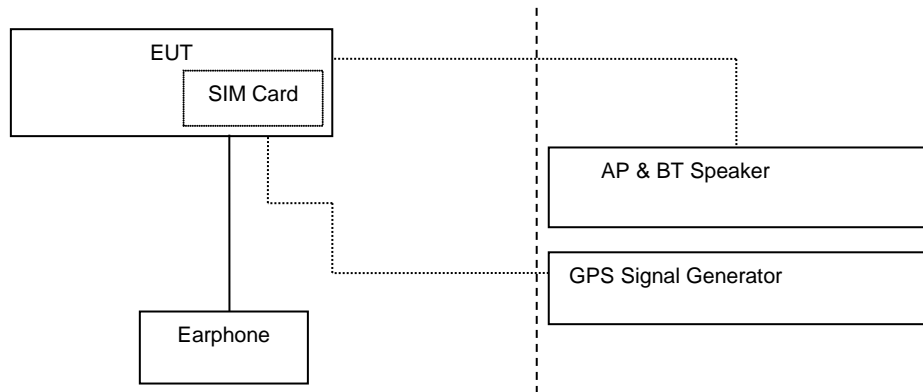 EUT
SIM Card
AP & BT Speaker
GPS Signal Generator
Earphone